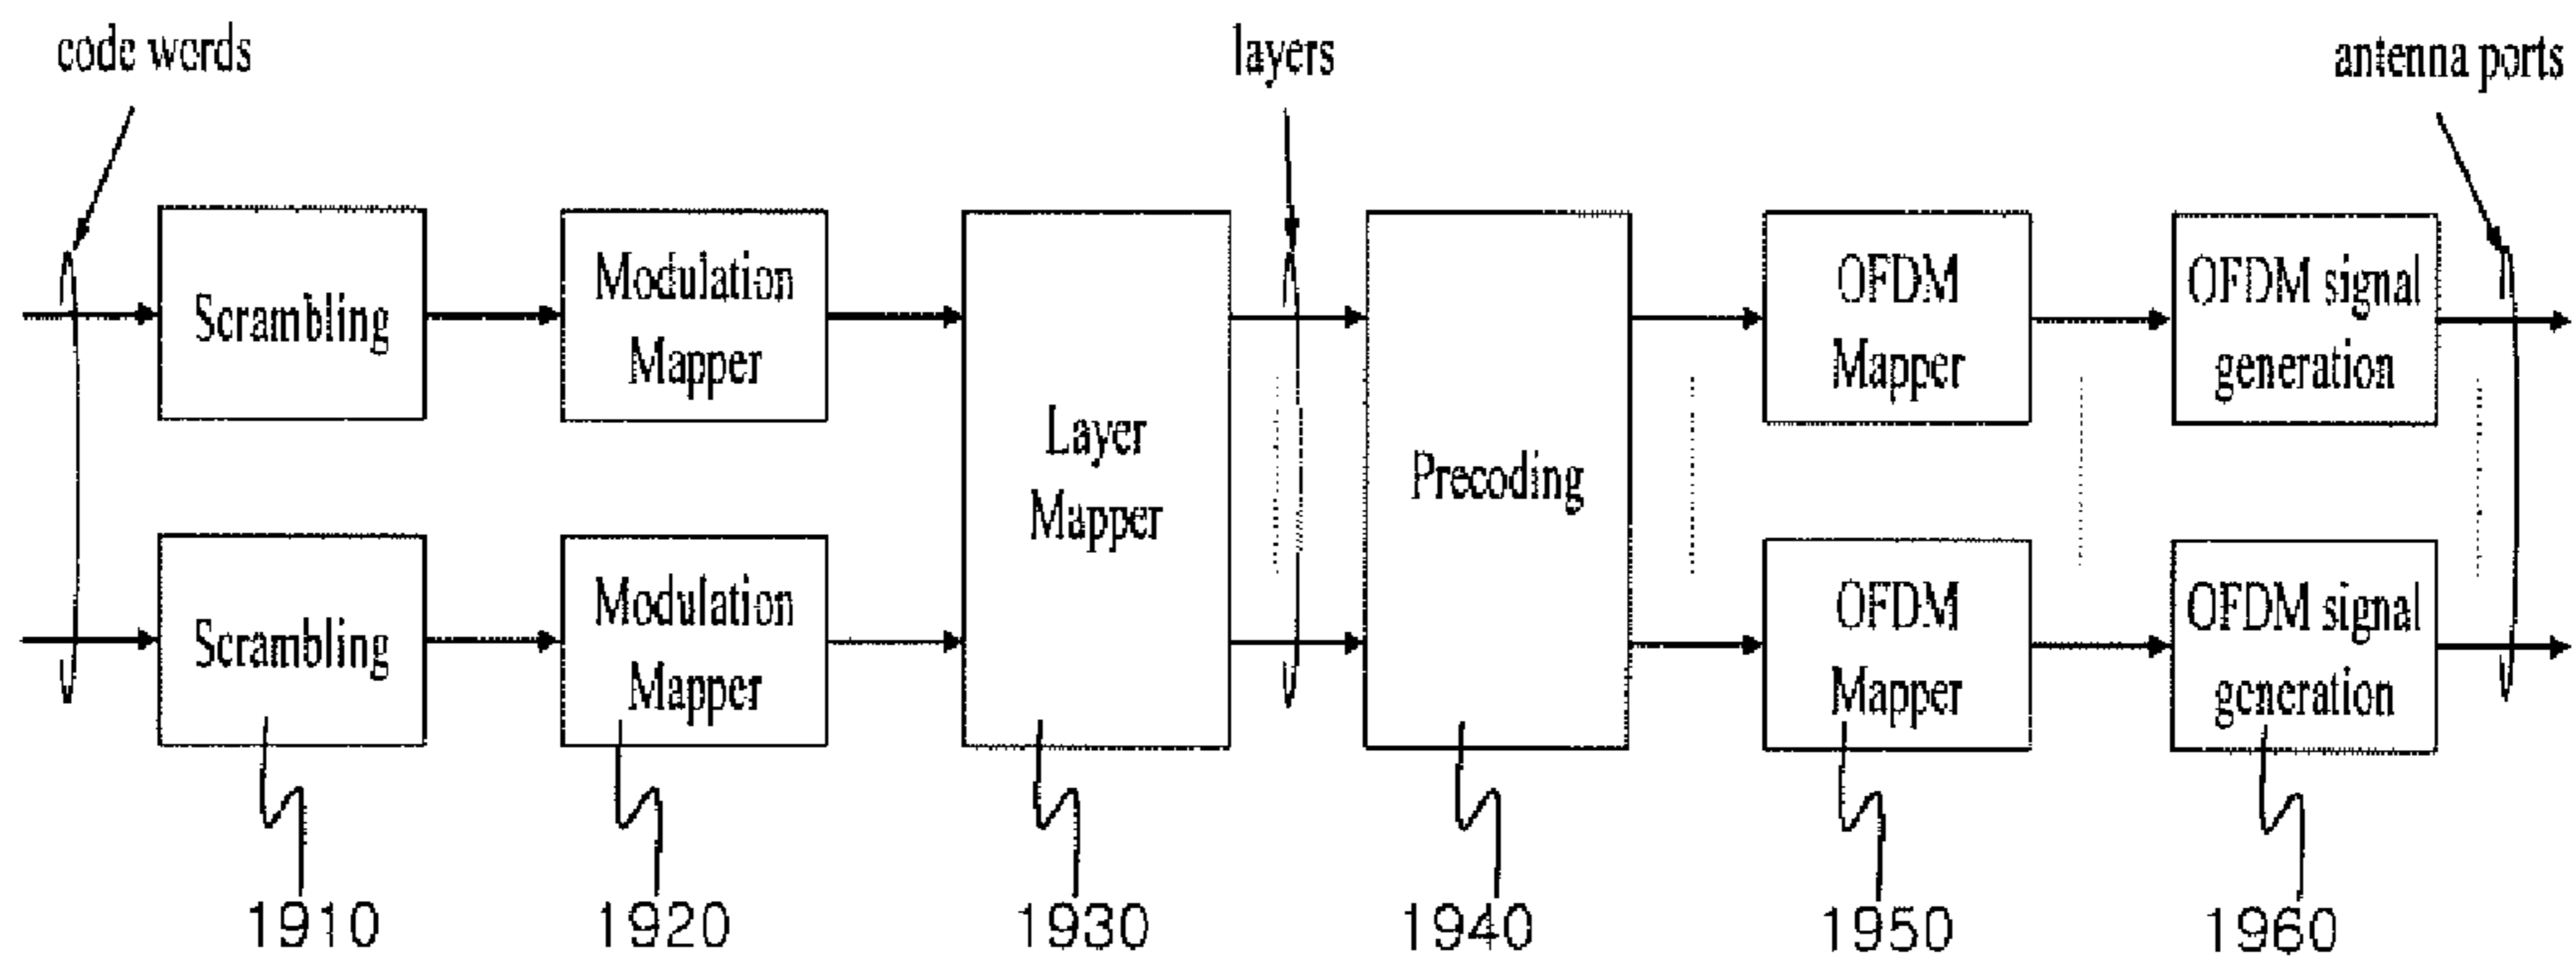 code words
layers
antenna ports
Scrambling
Modulation
Mapper
Layer
Mapper
Precoding
OFDM
Mapper
OFDM signal
generation
Scrambling
Modulation
Mapper
OFDM
Mapper
OFDM signal
generation
1910
1920
1930
1940
1950
1960